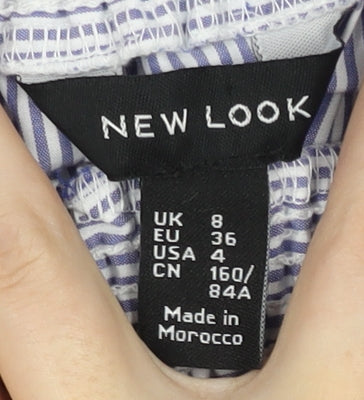 NEW LOOK
UK 8
EU 36
USA 4
CN 160/
84A
Made in
Morocco